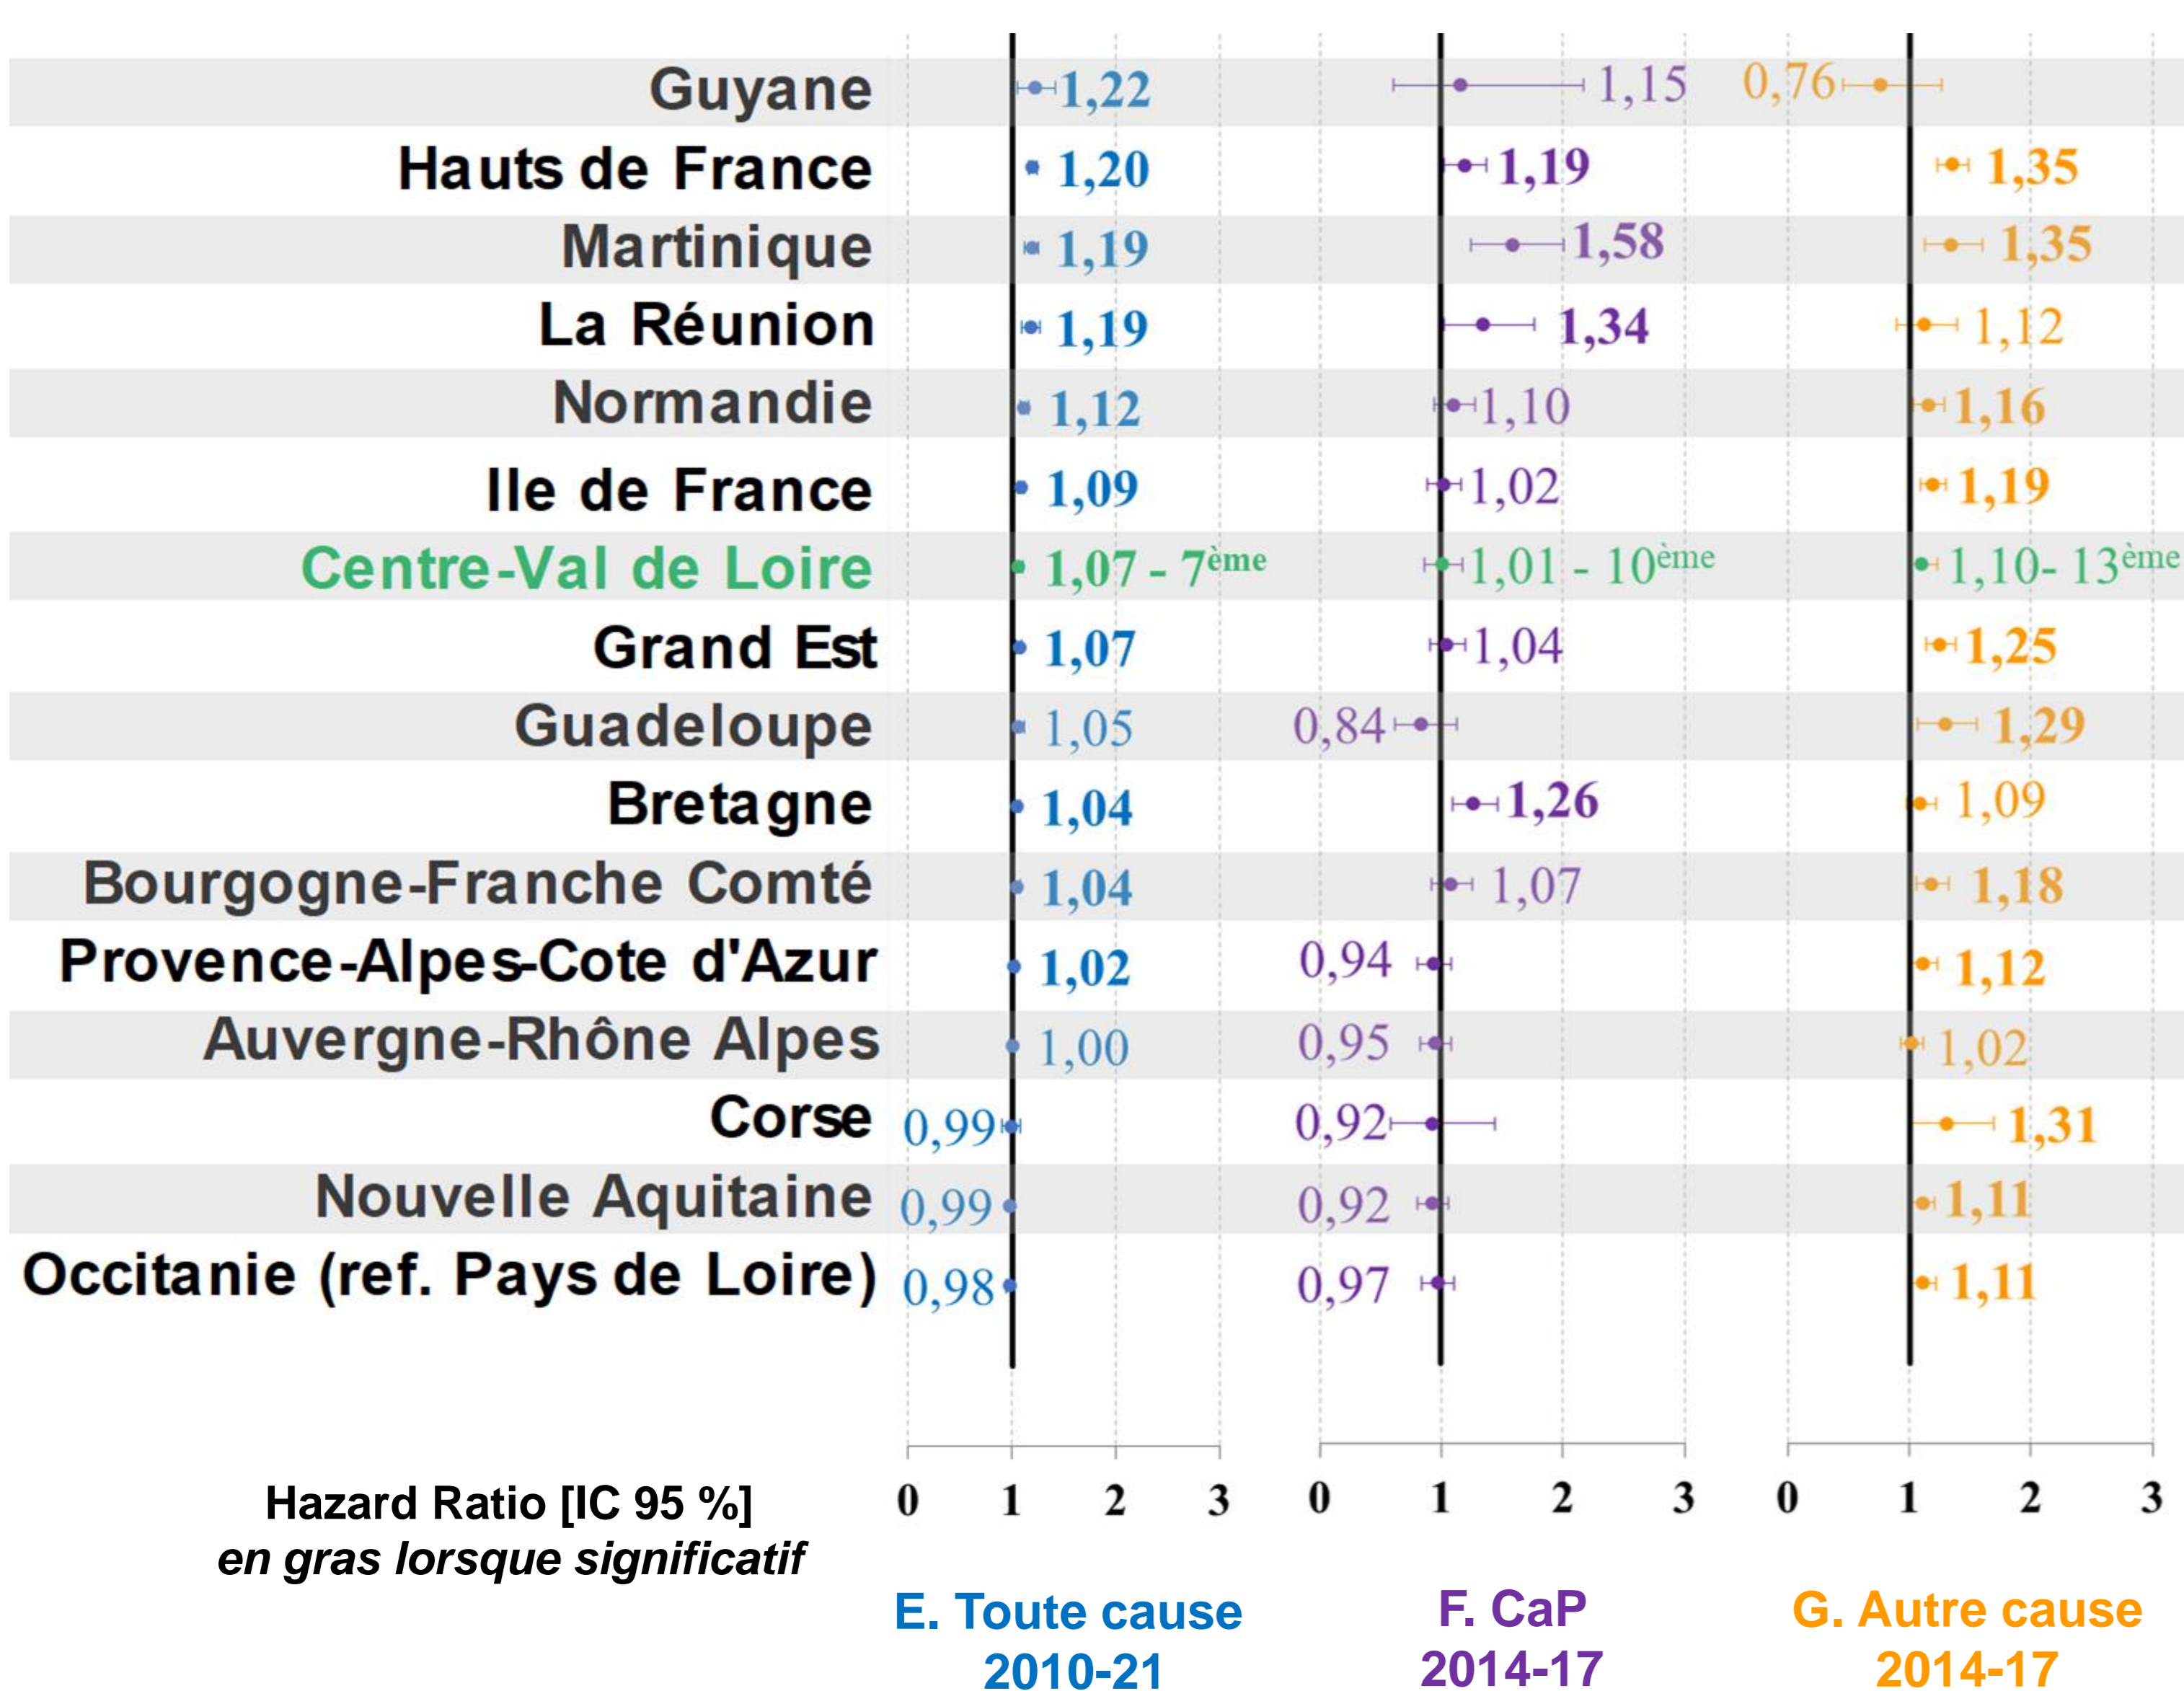 Guyane 1,22 1,15 0,76
Hauts de France 1,20 1,19 1,35
Martinique 1,19 1,58 1,35
La Réunion 1,19 1,34 1,12
Normandie 1,12 1,10 1,16
Ile de France 1,09 1,02 1,19
Centre-Val de Loire 1,07 - 7ème 1,01 - 10ème 1,10- 13ème
Grand Est 1,07 1,04 1,25
Guadeloupe 1,05 0,84 1,29
Bretagne 1,04 1,26 1,09
Bourgogne-Franche Comté 1,04 1,07 1,18
Provence-Alpes-Cote d'Azur 1,02 0,94 1,12
Auvergne-Rhône Alpes 1,00 0,95 1,02
Corse 0,99 0,92 1,31
Nouvelle Aquitaine 0,99 0,92 1,11
Occitanie (ref. Pays de Loire) 0,98 0,97 1,11
0 1 2 3 0 1 2 3 0 1 2 3
Hazard Ratio [IC 95 %]
en gras lorsque significatif
E. Toute cause
2010-21
F. CaP
2014-17
G. Autre cause
2014-17